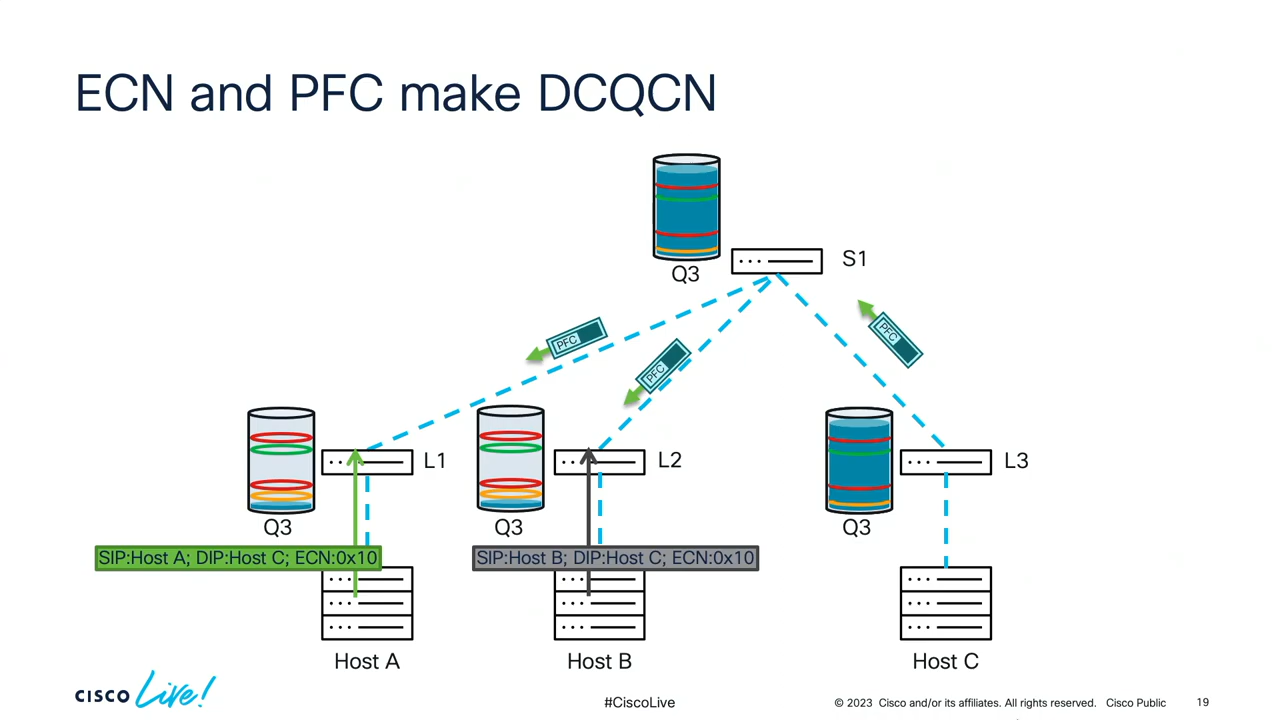 ECN and PFC make DCQCN
Q3
S1
PFC
PFC
PFC
L1
L2
L3
Q3
Q3
Q3
SIP:Host A; DIP:Host C; ECN:0x10
SIP:Host B; DIP:Host C; ECN:0x10
Host A
Host B
Host C
CISCO Live!
#CiscoLive
© 2023 Cisco and/or its affiliates. All rights reserved. Cisco Public
19